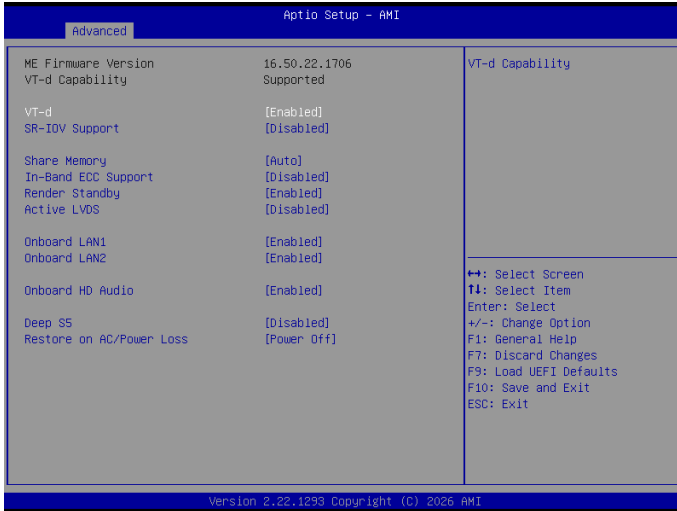 Aptio Setup - AMI
Advanced
ME Firmware Version 16.50.22.1706
VT-d Capability Supported
VT-d [Enabled]
SR-IOV Support [Disabled]
Share Memory [Auto]
In-Band ECC Support [Disabled]
Render Standby [Enabled]
Active LVDS [Disabled]
Onboard LAN1 [Enabled]
Onboard LAN2 [Enabled]
Onboard HD Audio [Enabled]
Deep S5 [Disabled]
Restore on AC/Power Loss [Power Off]
VT-d Capability
↔: Select Screen
↑↓: Select Item
Enter: Select
+/-: Change Option
F1: General Help
F7: Discard Changes
F9: Load UEFI Defaults
F10: Save and Exit
ESC: Exit
Version 2.22.1293 Copyright (C) 2026 AMI